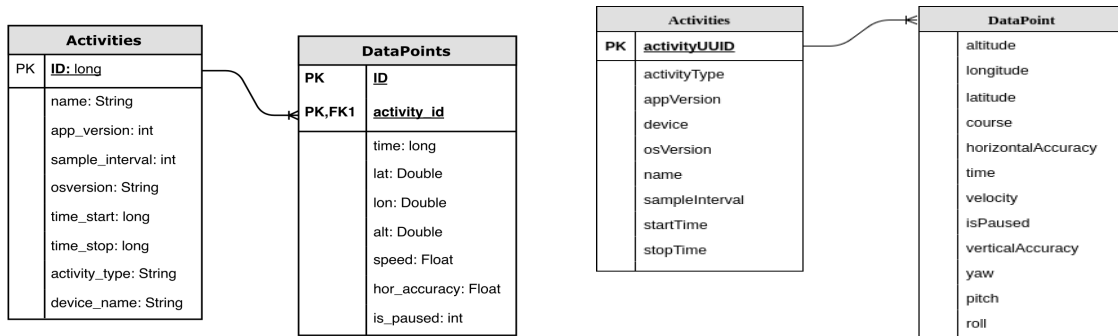 Activities
PK ID: long
name: String
app_version: int
sample_interval: int
osversion: String
time_start: long
time_stop: long
activity_type: String
device_name: String
DataPoints
PK ID
PK,FK1 activity_id
time: long
lat: Double
lon: Double
alt: Double
speed: Float
hor_accuracy: Float
is_paused: int
Activities
PK activityUUID
activityType
appVersion
device
osVersion
name
sampleInterval
startTime
stopTime
DataPoint
altitude
longitude
latitude
course
horizontalAccuracy
time
velocity
isPaused
verticalAccuracy
yaw
pitch
roll